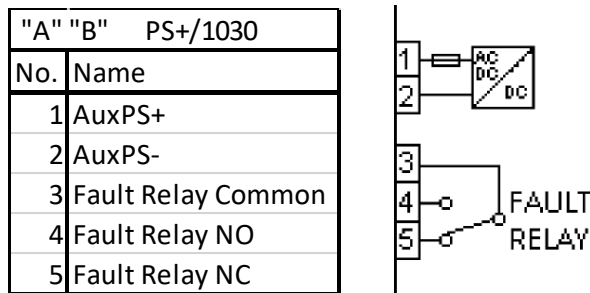 "A" "B" PS+/1030
No. Name
1 AuxPS+
2 AuxPS-
3 Fault Relay Common
4 Fault Relay NO
5 Fault Relay NC
1
AC
DC
DC
2
3
4
5
FAULT
RELAY